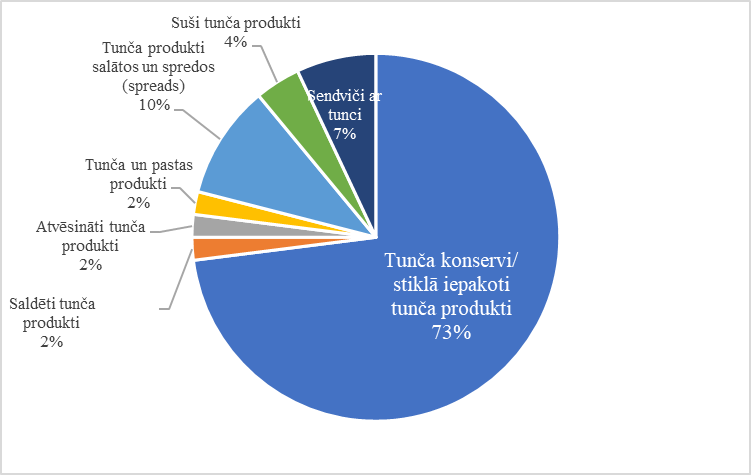 Suši tunča produkti
4%
Tunča produkti
salātos un spredos
(spreads)
10%
Sendviči ar
tunci
7%
Tunča un pastas
produkti
2%
Atvēsināti tunča
produkti
2%
Saldēti tunča
produkti
2%
Tunča konservi/
stiklā iepakoti
tunča produkti
73%